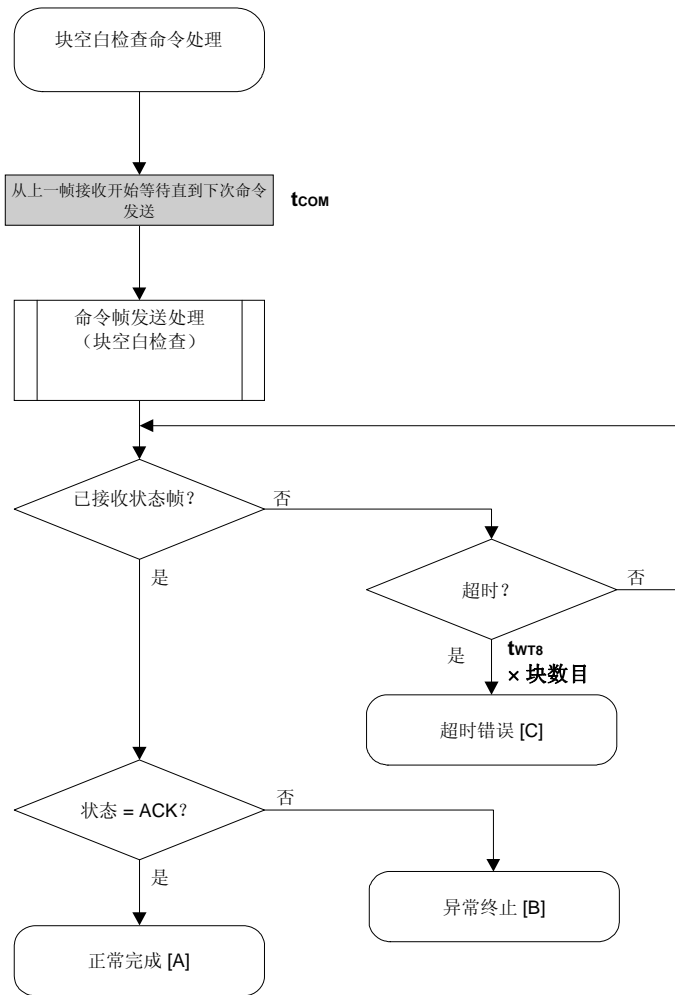 块空白检查命令处理
从上一帧接收开始等待直到下次命令
发送
tCOM
命令帧发送处理
（块空白检查）
已接收状态帧？
否
是
超时？
否
是
tWT8
× 块数目
超时错误 [C]
状态 = ACK？
否
是
异常终止 [B]
正常完成 [A]